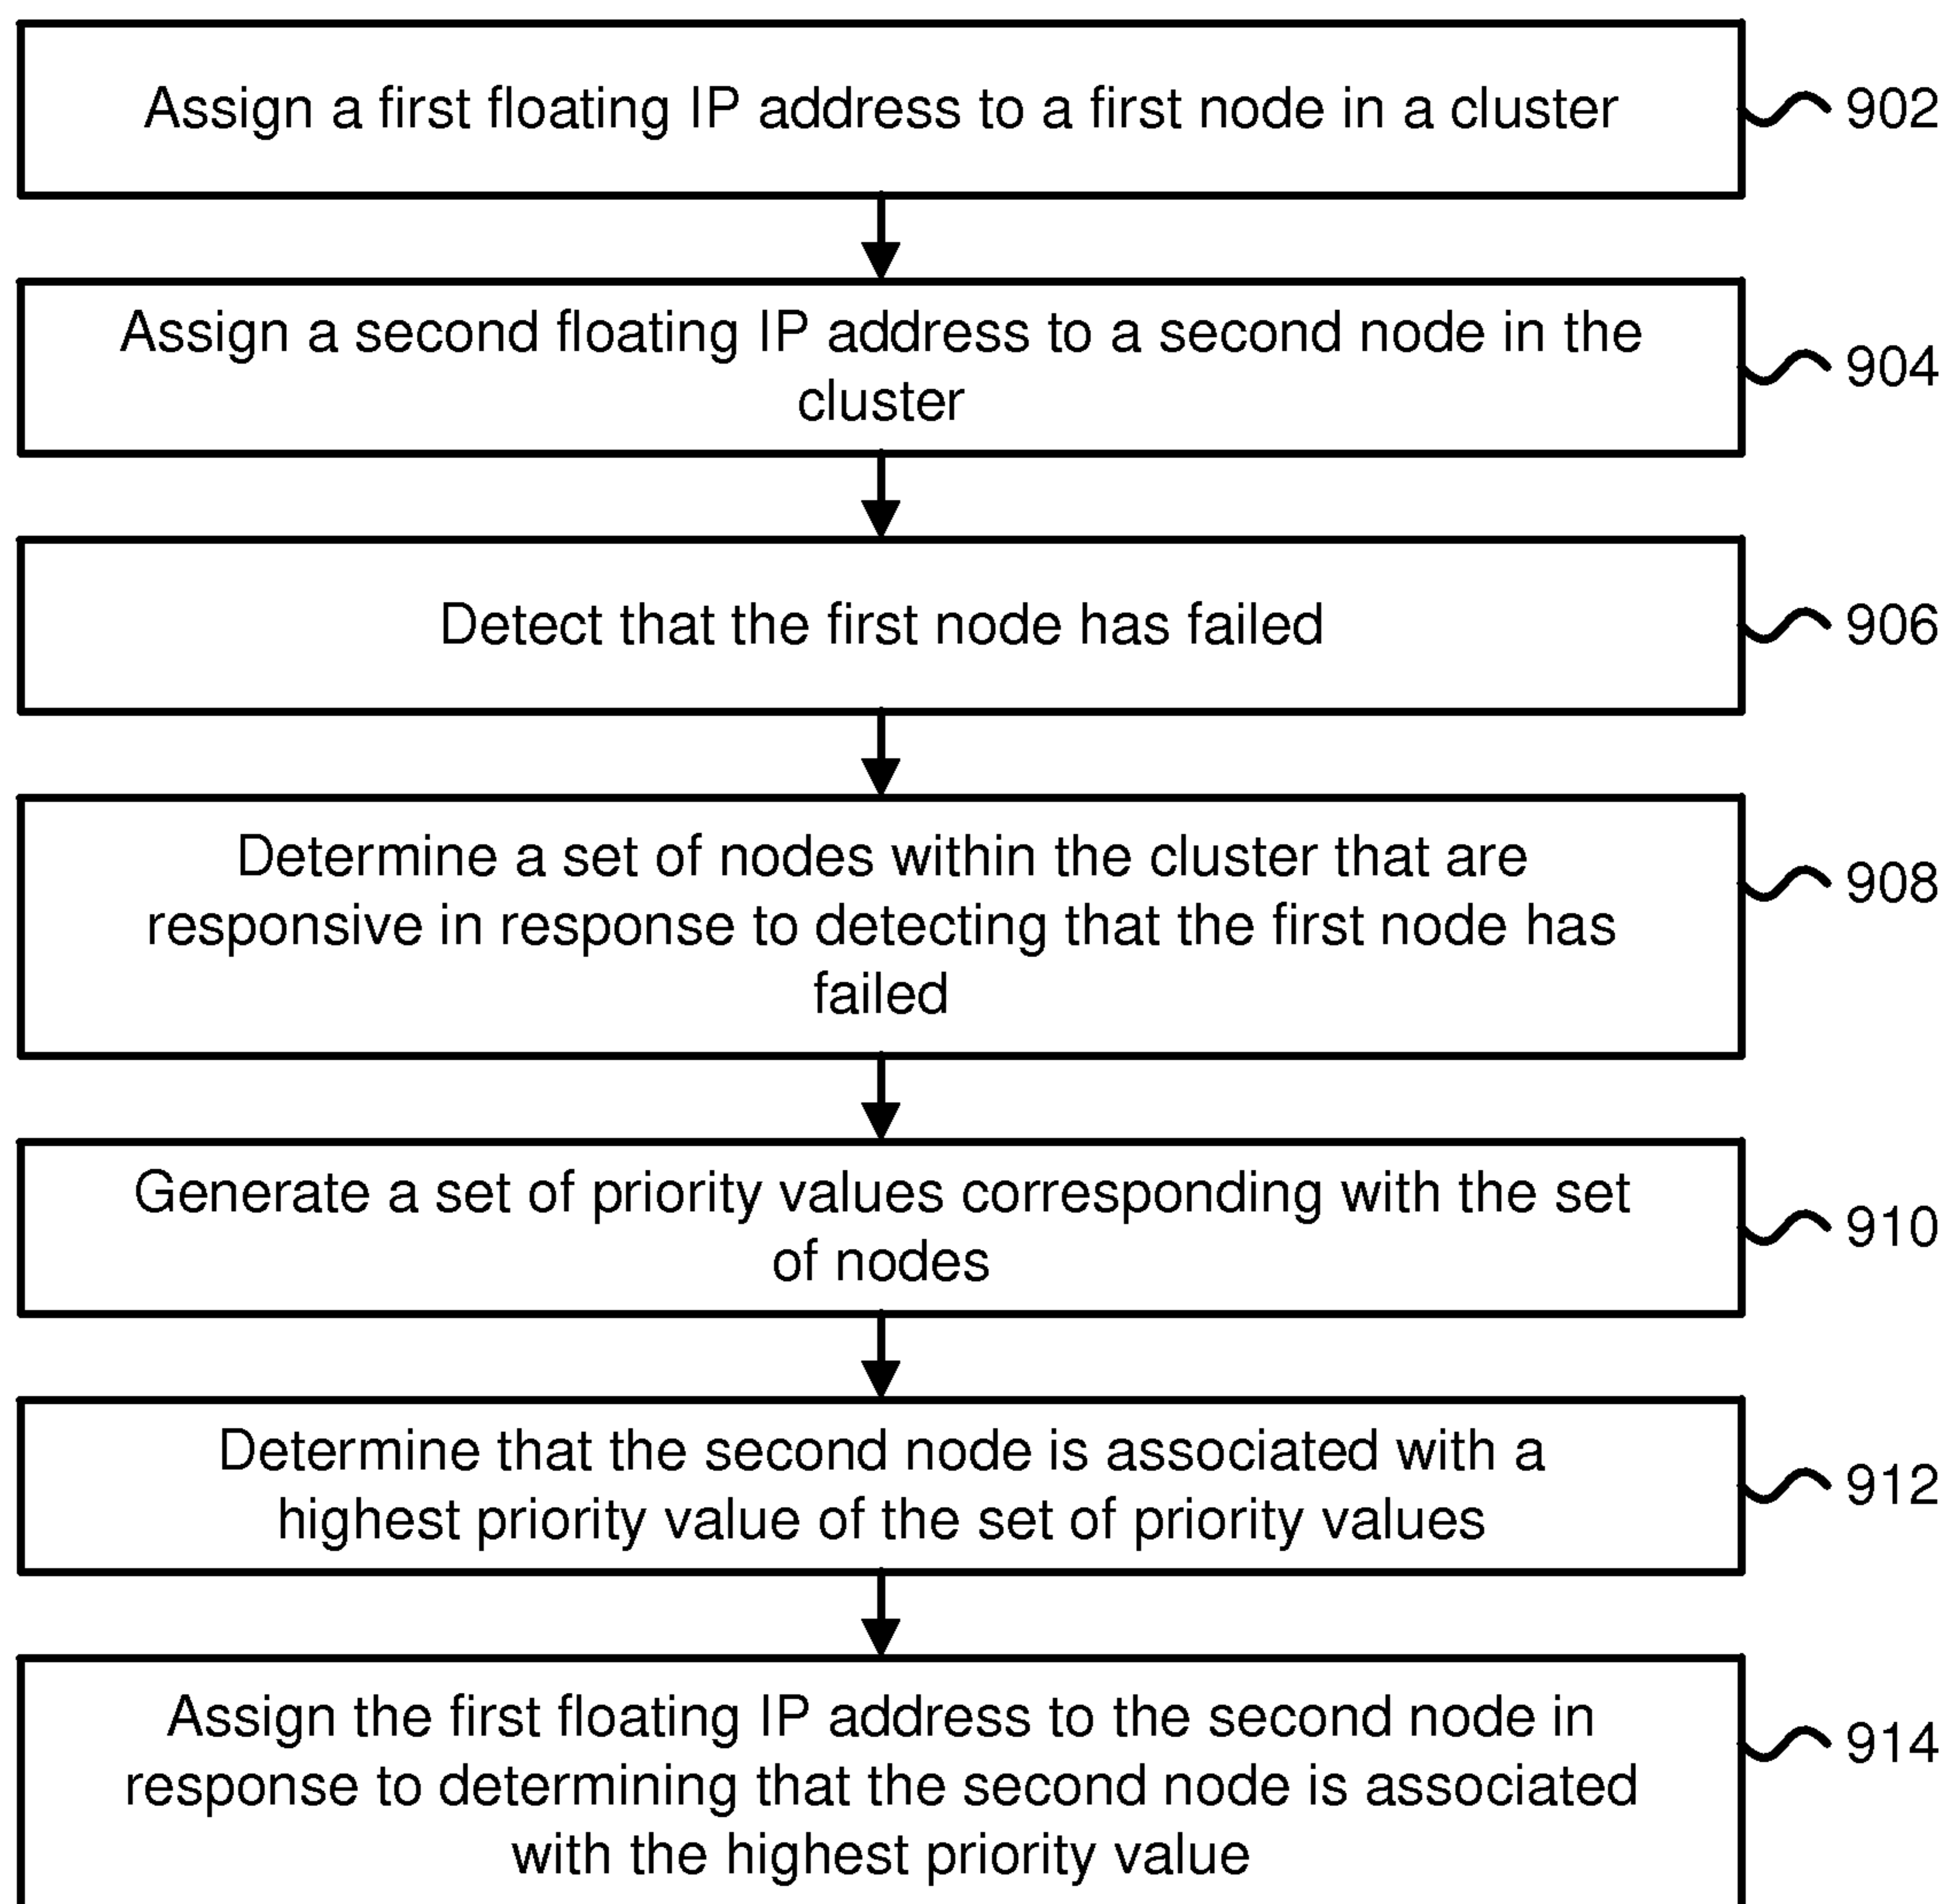 Assign a first floating IP address to a first node in a cluster
902
Assign a second floating IP address to a second node in the
cluster
904
Detect that the first node has failed
906
Determine a set of nodes within the cluster that are
responsive in response to detecting that the first node has
failed
908
Generate a set of priority values corresponding with the set
of nodes
910
Determine that the second node is associated with a
highest priority value of the set of priority values
912
Assign the first floating IP address to the second node in
response to determining that the second node is associated
with the highest priority value
914